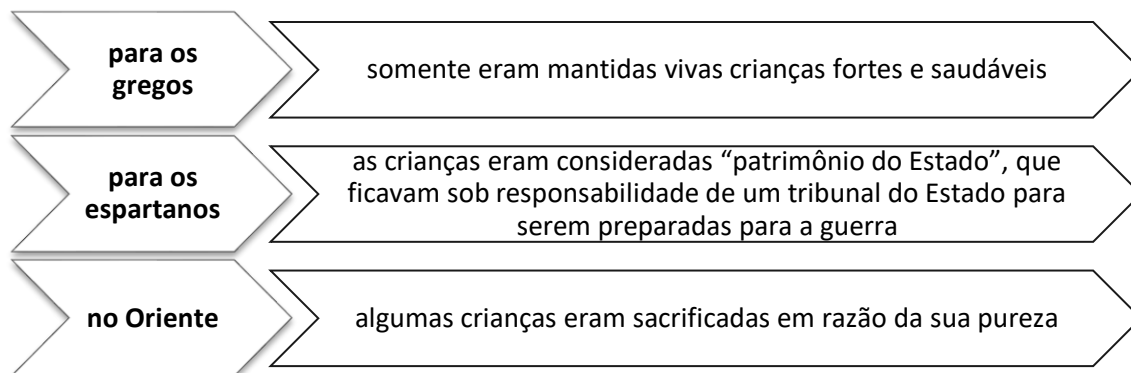 para os
gregos
somente eram mantidas vivas crianças fortes e saudáveis
para os
espartanos
as crianças eram consideradas “patrimônio do Estado”, que
ficavam sob responsabilidade de um tribunal do Estado para
serem preparadas para a guerra
no Oriente
algumas crianças eram sacrificadas em razão da sua pureza